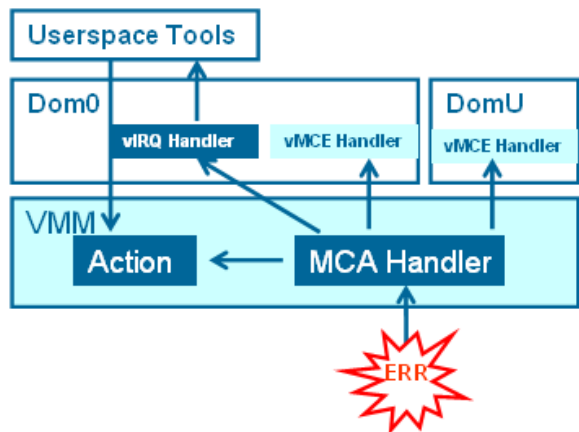 Userspace Tools
Dom0
DomU
vIRQ Handler
vMCE Handler
vMCE Handler
VMM
Action
MCA Handler
ERR